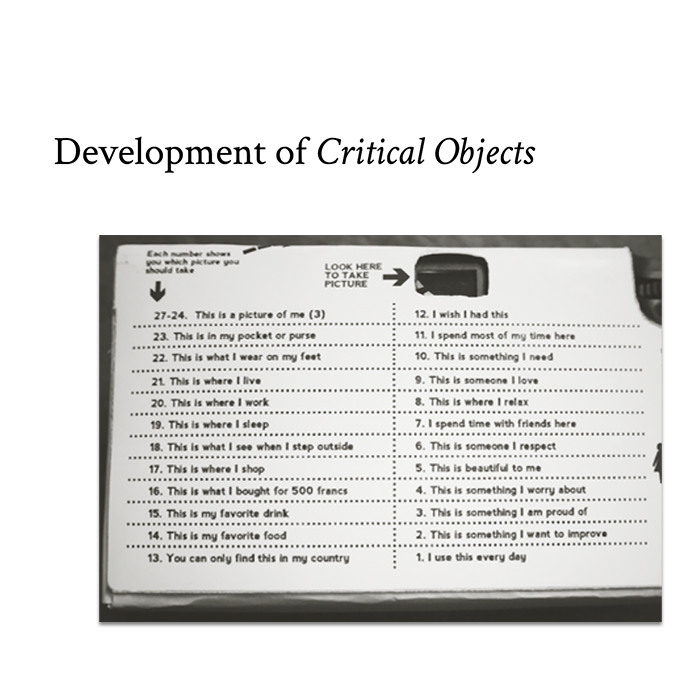 Development of Critical Objects
Each number shows
you which picture you
should take
LOOK HERE
TO TAKE
PICTURE
27-24. This is a picture of me (3)
23. This is in my pocket or purse
22. This is what I wear on my feet
21. This is where I live
20. This is where I work
19. This is where I sleep
18. This is what I see when I step outside
17. This is where I shop
16. This is what I bought for 500 francs
15. This is my favorite drink
14. This is my favorite food
13. You can only find this in my country
12. I wish I had this
11. I spend most of my time here
10. This is something I need
9. This is someone I love
8. This is where I relax
7. I spend time with friends here
6. This is someone I respect
5. This is beautiful to me
4. This is something I worry about
3. This is something I am proud of
2. This is something I want to improve
1. I use this every day